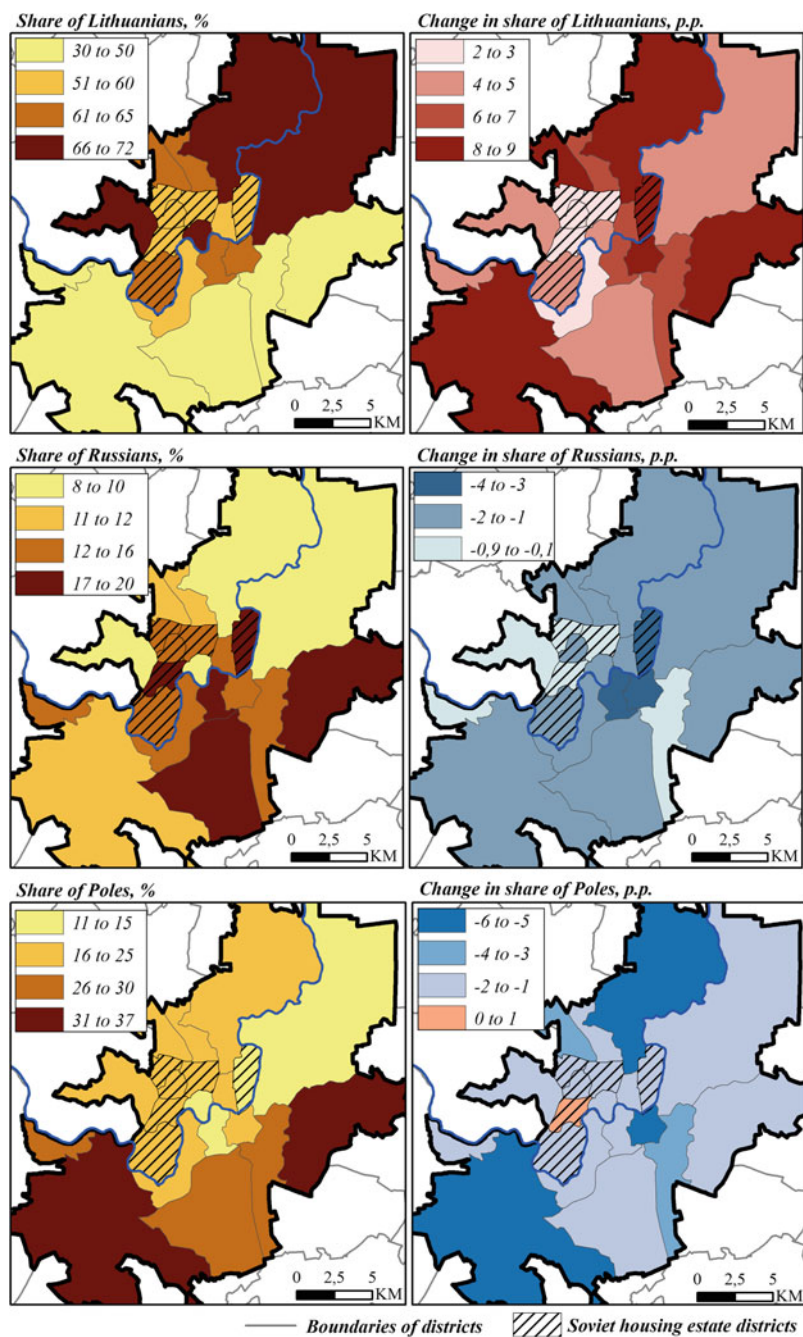 Share of Lithuanians, %
30 to 50
51 to 60
61 to 65
66 to 72
0 2,5 5
KM
Change in share of Lithuanians, p.p.
2 to 3
4 to 5
6 to 7
8 to 9
0 2,5 5
KM
Share of Russians, %
8 to 10
11 to 12
12 to 16
17 to 20
0 2,5 5
KM
Change in share of Russians, p.p.
-4 to -3
-2 to -1
-0,9 to -0,1
0 2,5 5
KM
Share of Poles, %
11 to 15
16 to 25
26 to 30
31 to 37
0 2,5 5
KM
Change in share of Poles, p.p.
-6 to -5
-4 to -3
-2 to -1
0 to 1
0 2,5 5
KM
Boundaries of districts Soviet housing estate districts